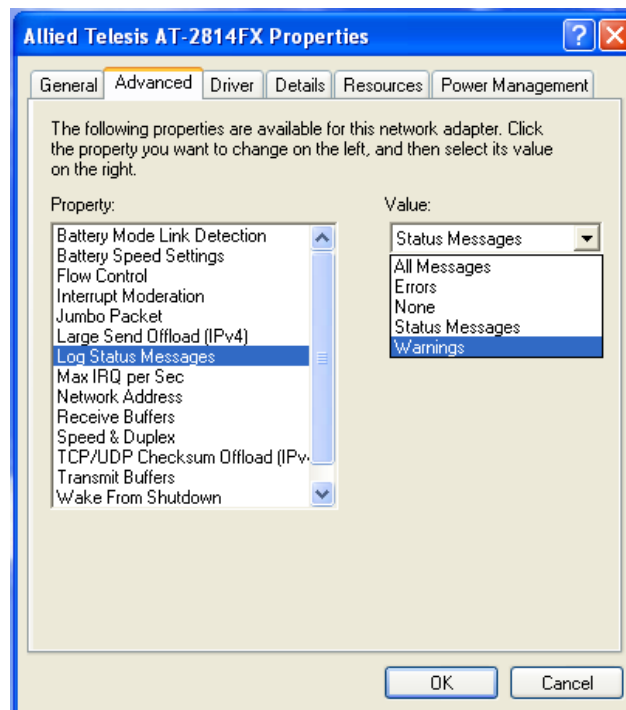 Allied Telesis AT-2814FX Properties
General Advanced Driver Details Resources Power Management
The following properties are available for this network adapter. Click
the property you want to change on the left, and then select its value
on the right.
Property:
Battery Mode Link Detection
Battery Speed Settings
Flow Control
Interrupt Moderation
Jumbo Packet
Large Send Offload (IPv4)
Log Status Messages
Max IRQ per Sec
Network Address
Receive Buffers
Speed & Duplex
TCP/UDP Checksum Offload (IPv
Transmit Buffers
Wake From Shutdown
Value:
Status Messages
All Messages
Errors
None
Status Messages
Warnings
OK Cancel